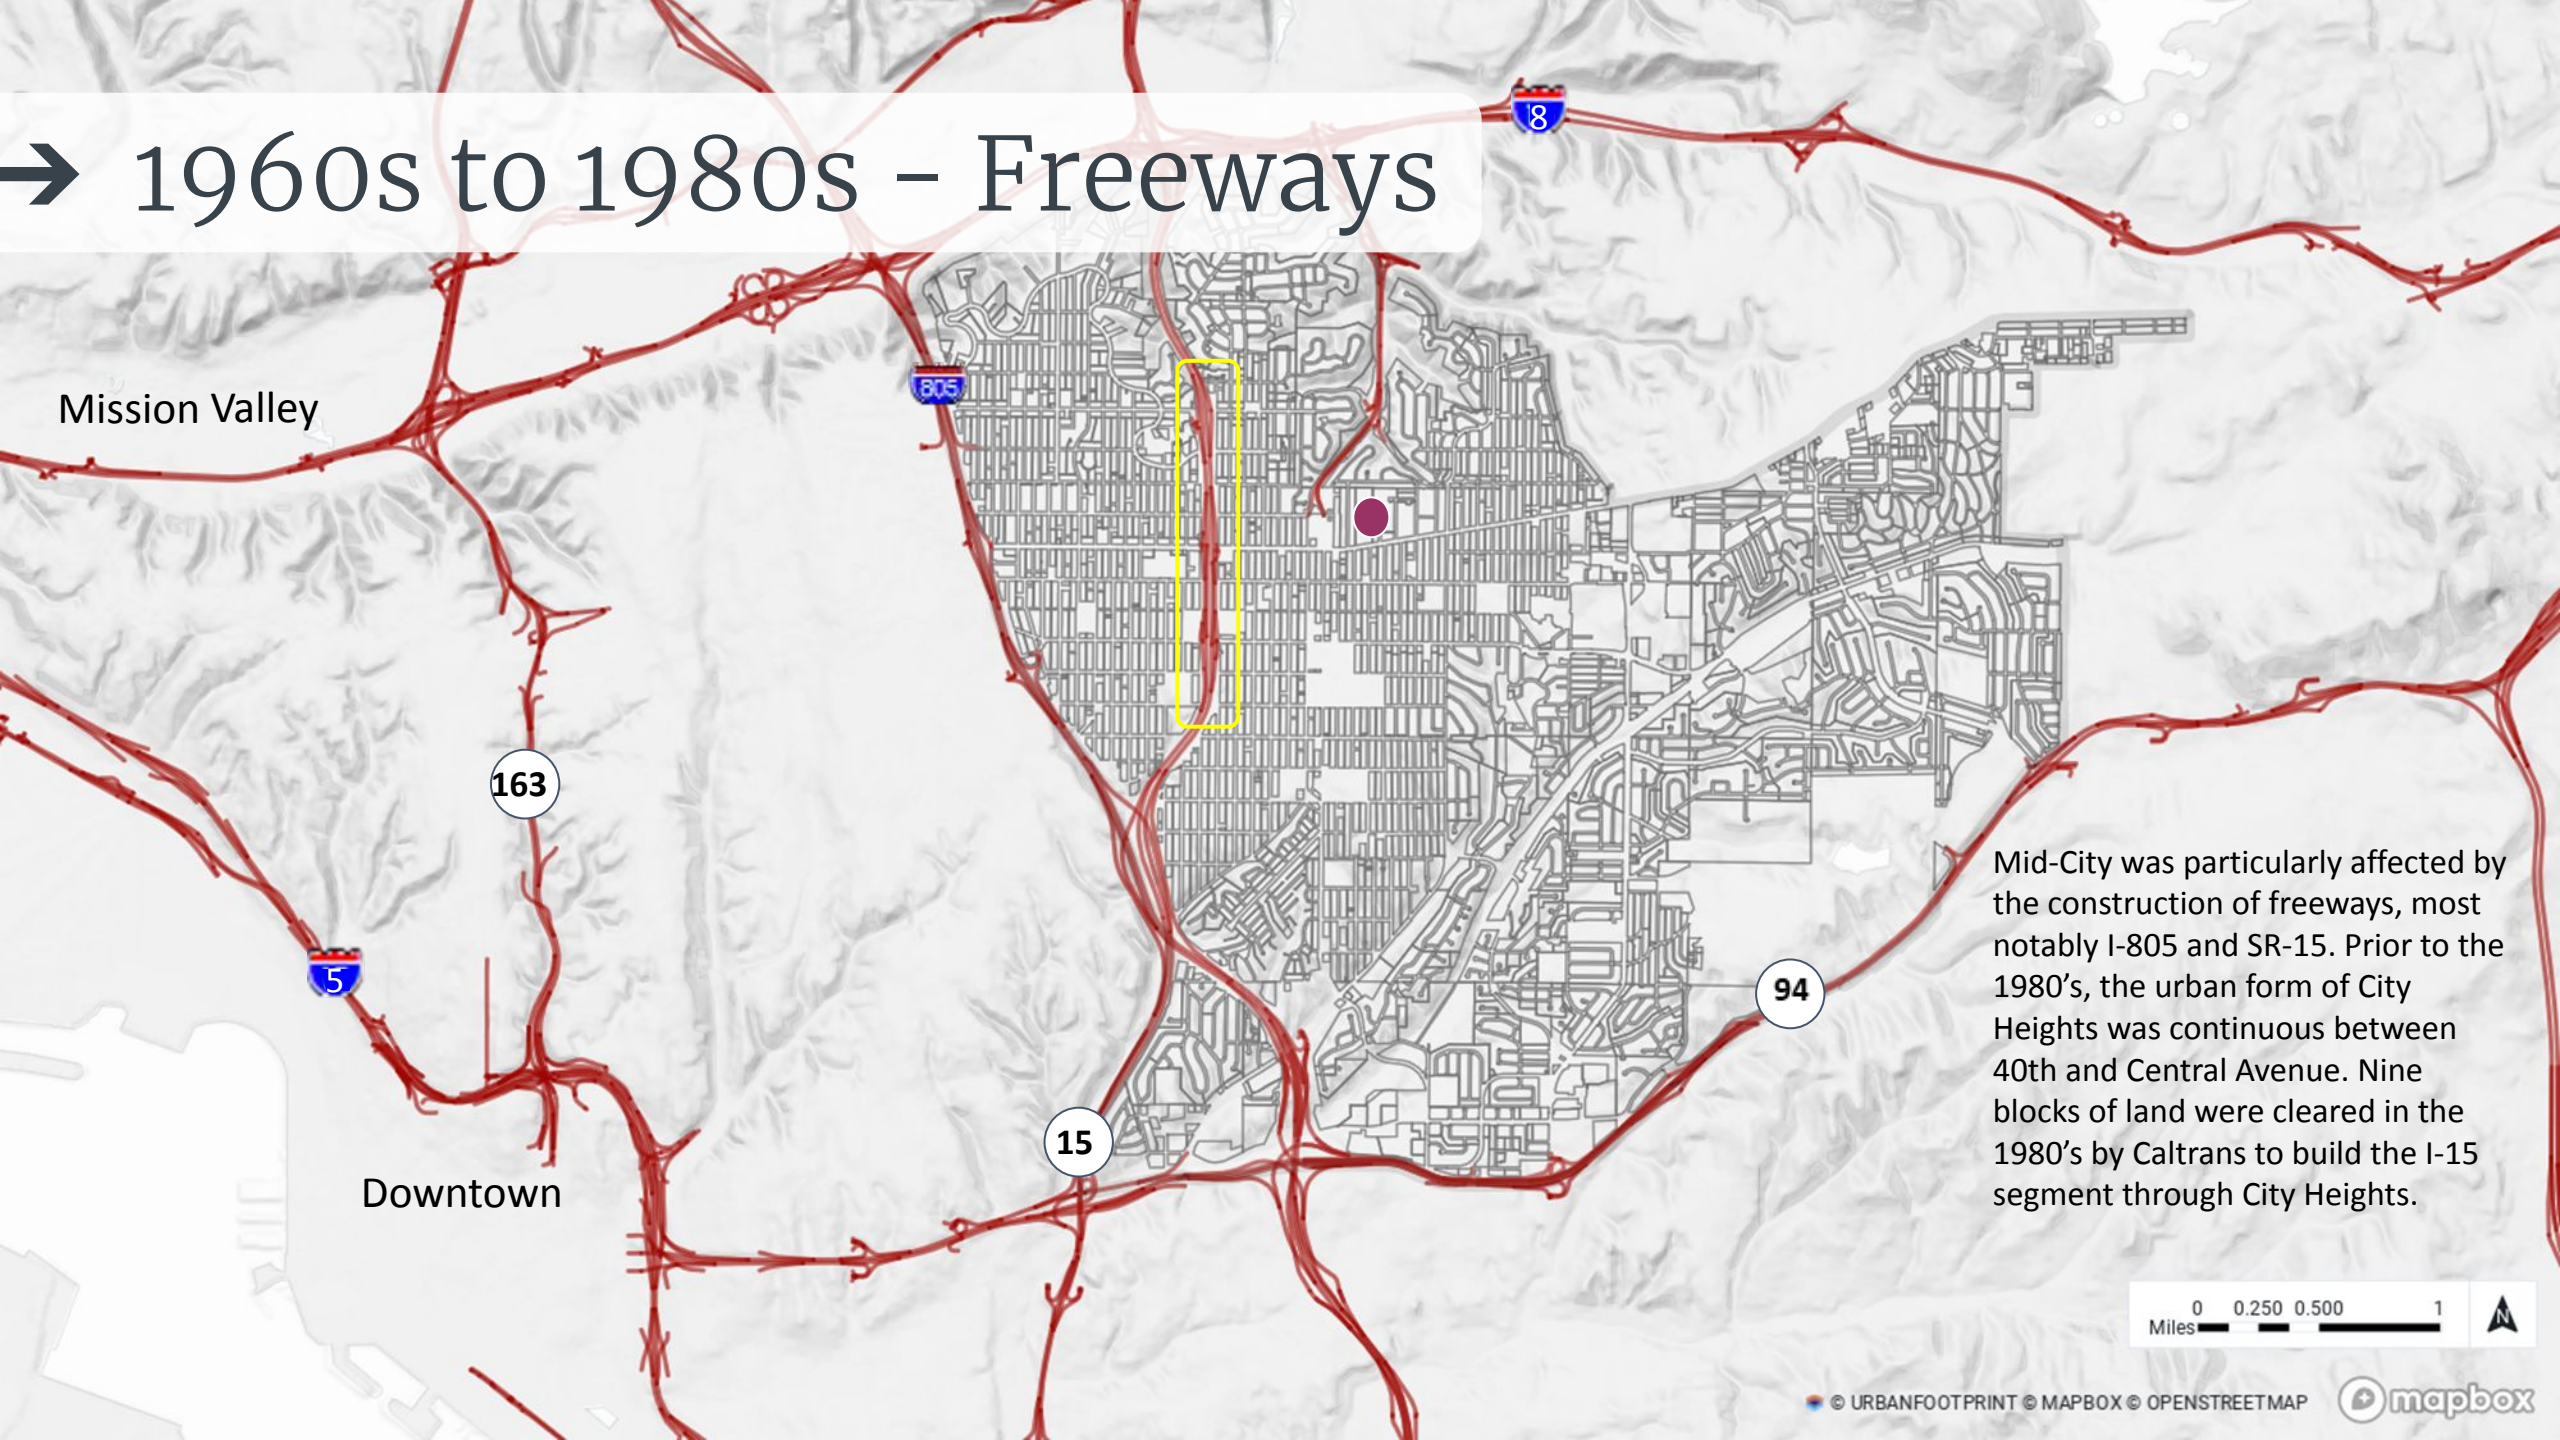 ➔ 1960s to 1980s – Freeways
8
805
Mission Valley
163
5
Mid-City was particularly affected by
the construction of freeways, most
notably I-805 and SR-15. Prior to the
1980’s, the urban form of City
Heights was continuous between
40th and Central Avenue. Nine
blocks of land were cleared in the
1980’s by Caltrans to build the I-15
segment through City Heights.
94
15
Downtown
0 0.250 0.500 1
Miles
N
© URBANFOOTPRINT © MAPBOX © OPENSTREETMAP
mapbox